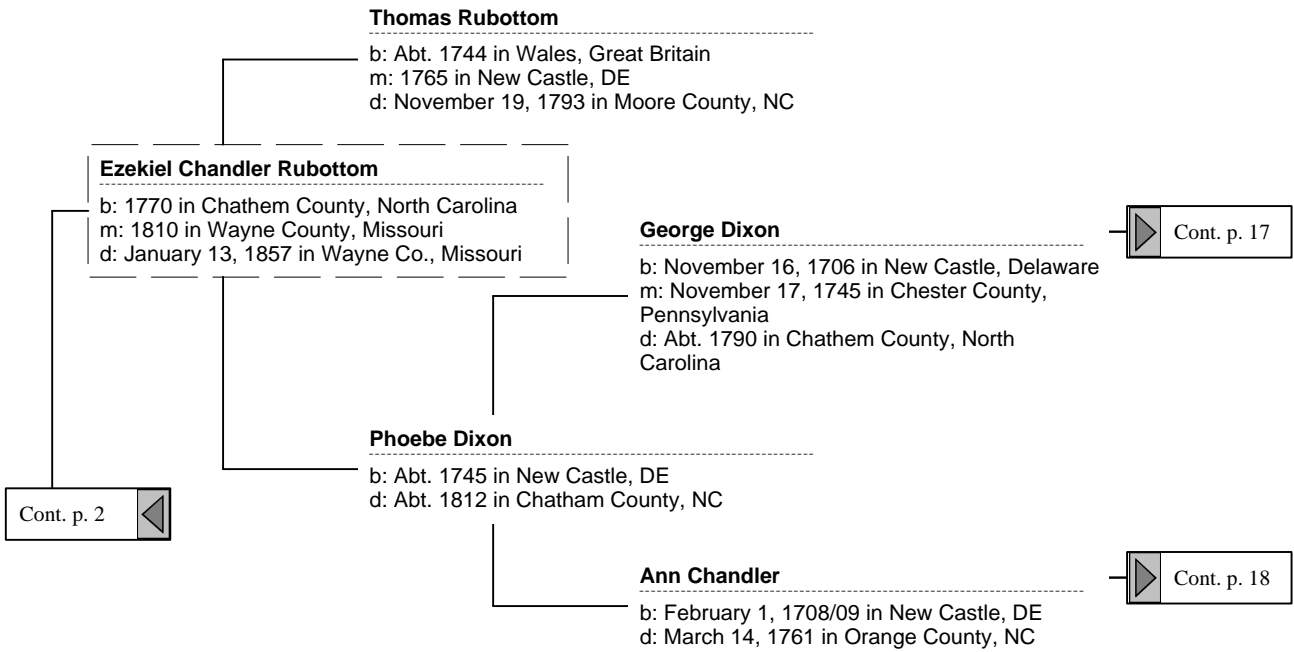 Thomas Rubottom
b: Abt. 1744 in Wales, Great Britain
m: 1765 in New Castle, DE
d: November 19, 1793 in Moore County, NC
Ezekiel Chandler Rubottom
b: 1770 in Chathem County, North Carolina
m: 1810 in Wayne County, Missouri
d: January 13, 1857 in Wayne Co., Missouri
George Dixon
b: November 16, 1706 in New Castle, Delaware
m: November 17, 1745 in Chester County,
Pennsylvania
d: Abt. 1790 in Chathem County, North
Carolina
Cont. p. 17
Phoebe Dixon
b: Abt. 1745 in New Castle, DE
d: Abt. 1812 in Chatham County, NC
Cont. p. 2
Ann Chandler
b: February 1, 1708/09 in New Castle, DE
d: March 14, 1761 in Orange County, NC
Cont. p. 18